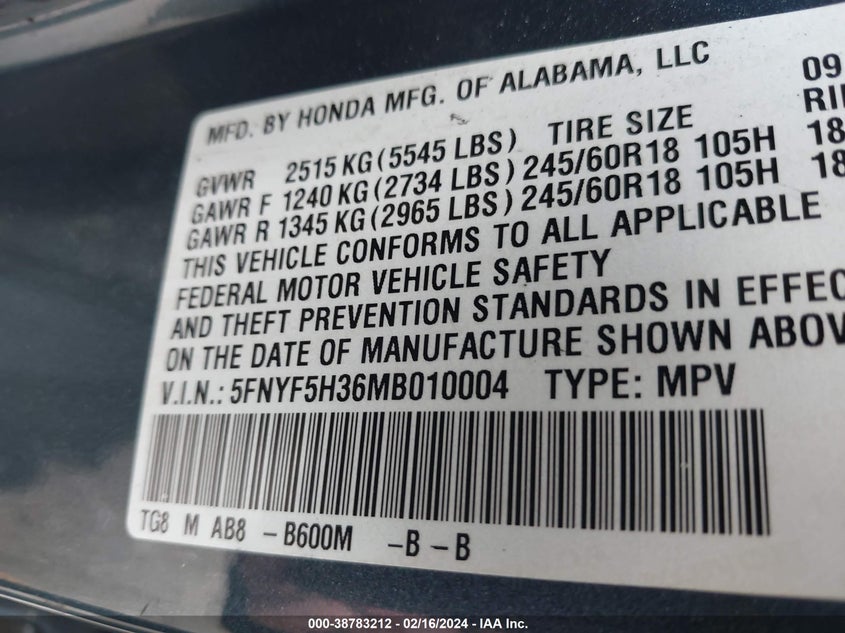 MFD. BY HONDA MFG. OF ALABAMA, LLC 09
GVWR 2515 KG (5545 LBS) TIRE SIZE
GAWR F 1240 KG (2734 LBS) 245/60R18 105H 18
GAWR R 1345 KG (2965 LBS) 245/60R18 105H 18
THIS VEHICLE CONFORMS TO ALL APPLICABLE
FEDERAL MOTOR VEHICLE SAFETY
AND THEFT PREVENTION STANDARDS IN EFFEC
ON THE DATE OF MANUFACTURE SHOWN ABOV
V.I.N.: 5FNYF5H36MB010004 TYPE: MPV
TG8 M AB8 -B600M -B -B
000-38783212 - 02/16/2024 - IAA Inc.